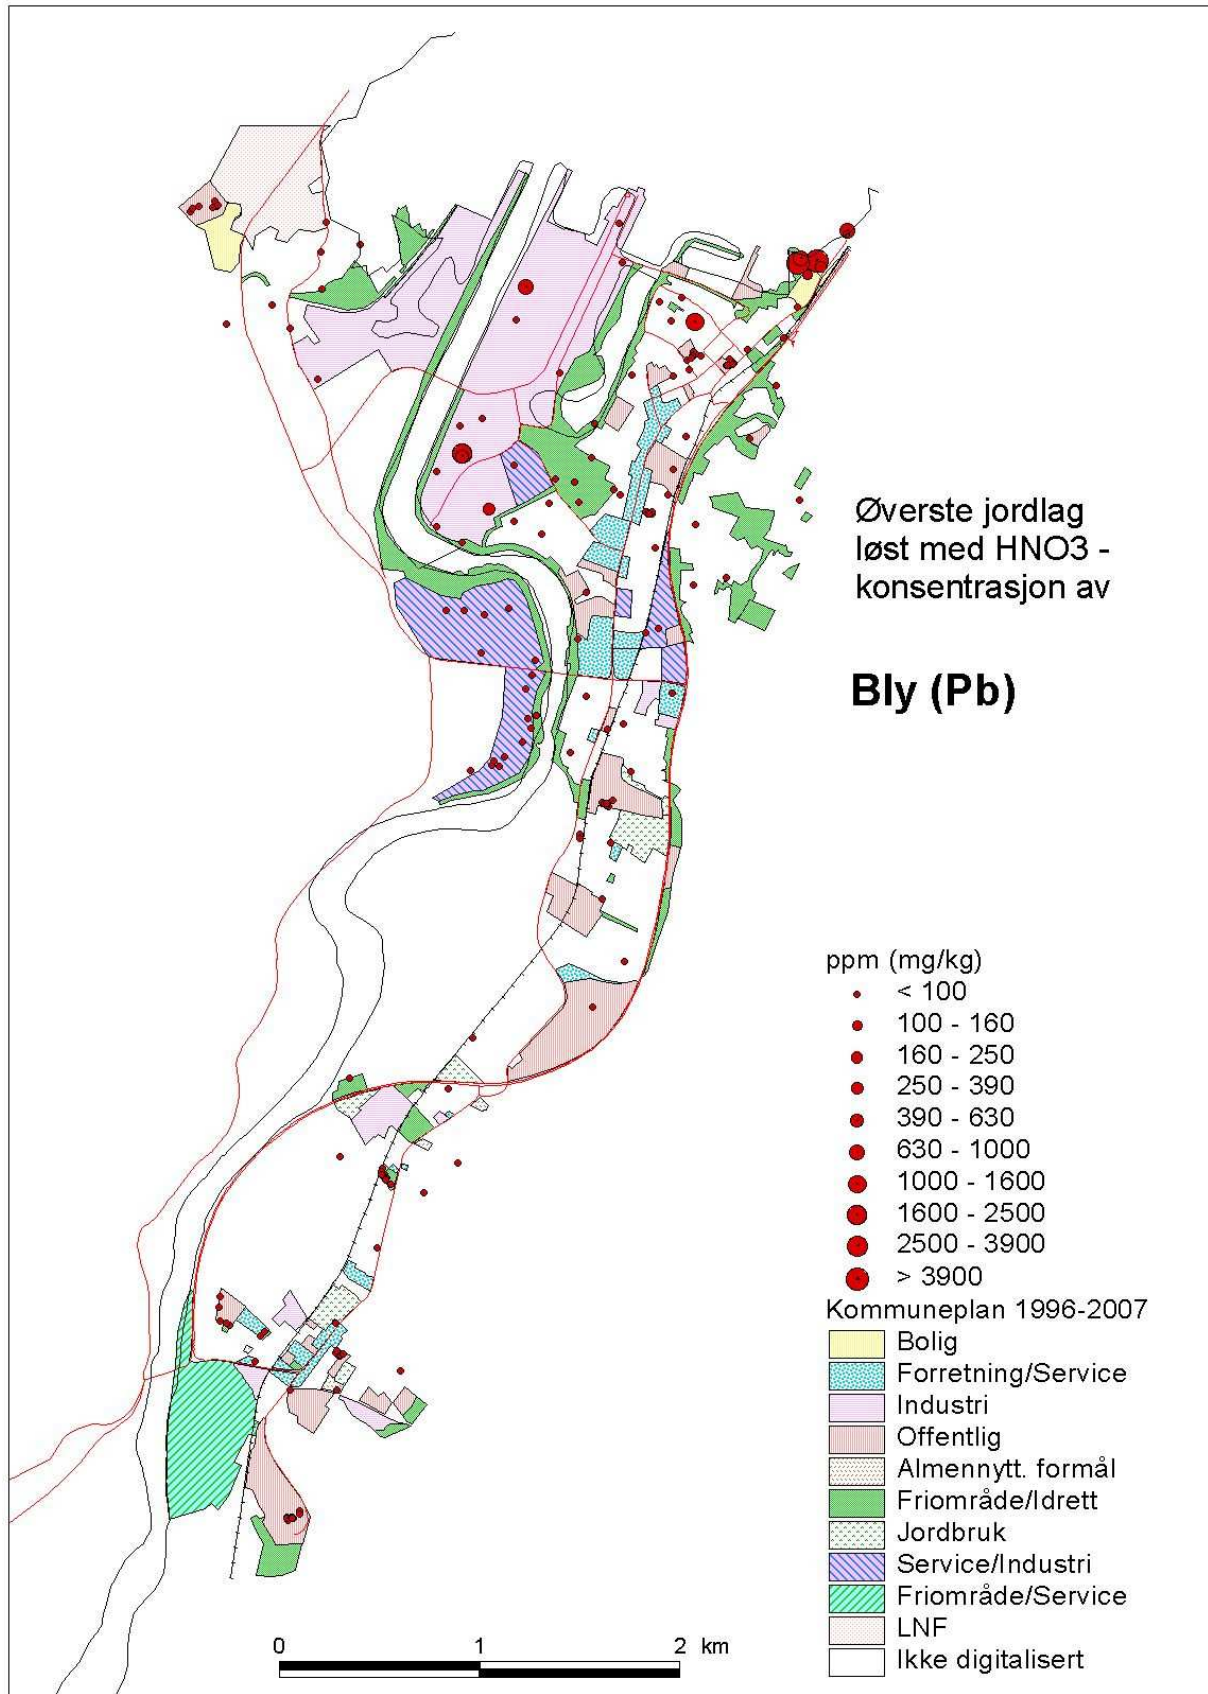 Øverste jordlag
løst med HNO3 -
konsentrasjon av
Bly (Pb)
ppm (mg/kg)
< 100
100 - 160
160 - 250
250 - 390
390 - 630
630 - 1000
1000 - 1600
1600 - 2500
2500 - 3900
> 3900
Kommuneplan 1996-2007
Bolig
Forretning/Service
Industri
Offentlig
Almennytt. formål
Friområde/Idrett
Jordbruk
Service/Industri
Friområde/Service
LNF
Ikke digitalisert
0 1 2 km